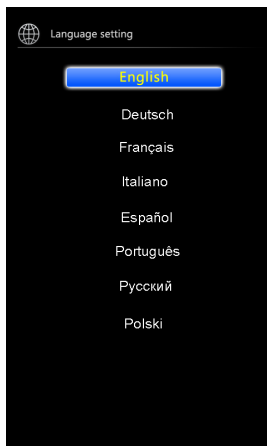 Language setting
English
Deutsch
Français
Italiano
Español
Português
Русский
Polski